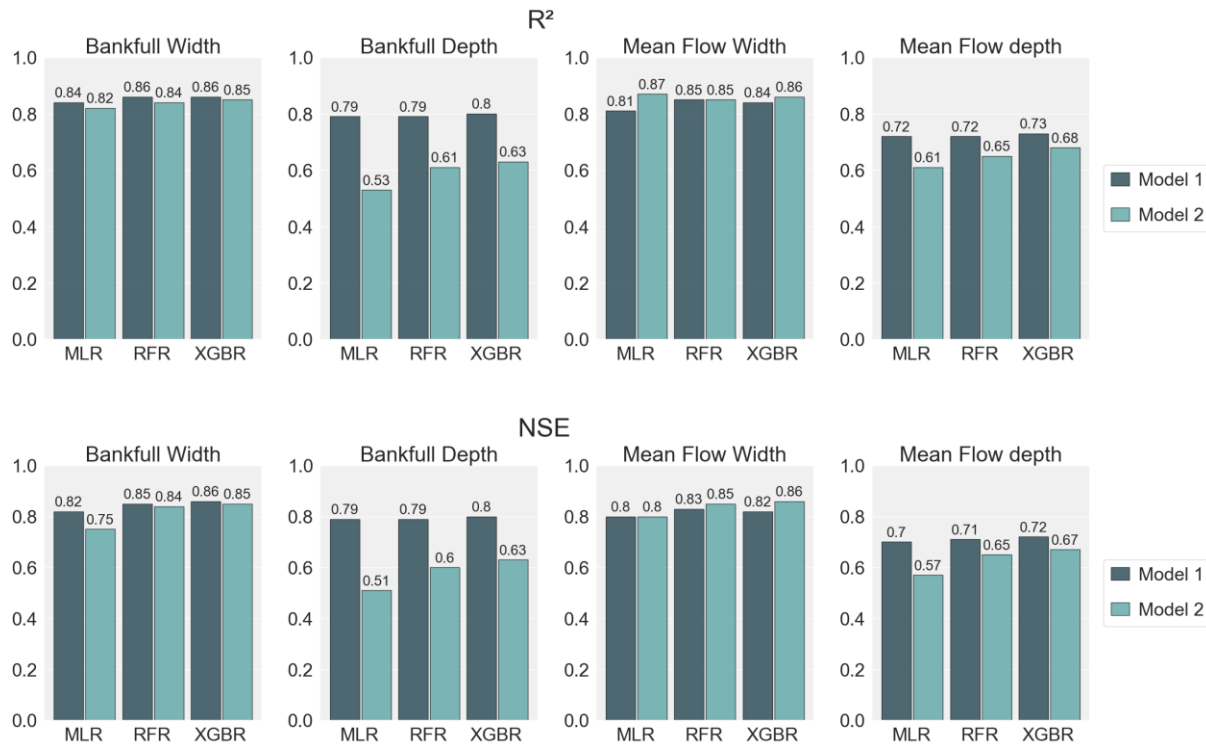 R²
Bankfull Width
Bankfull Depth
Mean Flow Width
Mean Flow depth
1.0
0.8
0.6
0.4
0.2
0.0
0.84
0.82
0.86
0.84
0.86
0.85
MLR
RFR
XGBR
1.0
0.8
0.6
0.4
0.2
0.0
0.79
0.53
0.79
0.61
0.8
0.63
MLR
RFR
XGBR
1.0
0.8
0.6
0.4
0.2
0.0
0.81
0.87
0.85
0.85
0.84
0.86
MLR
RFR
XGBR
1.0
0.8
0.6
0.4
0.2
0.0
0.72
0.61
0.72
0.65
0.73
0.68
MLR
RFR
XGBR
Model 1
Model 2
NSE
Bankfull Width
Bankfull Depth
Mean Flow Width
Mean Flow depth
1.0
0.8
0.6
0.4
0.2
0.0
0.82
0.75
0.85
0.84
0.86
0.85
MLR
RFR
XGBR
1.0
0.8
0.6
0.4
0.2
0.0
0.79
0.51
0.79
0.6
0.8
0.63
MLR
RFR
XGBR
1.0
0.8
0.6
0.4
0.2
0.0
0.8
0.8
0.83
0.85
0.82
0.86
MLR
RFR
XGBR
1.0
0.8
0.6
0.4
0.2
0.0
0.7
0.57
0.71
0.65
0.72
0.67
MLR
RFR
XGBR
Model 1
Model 2